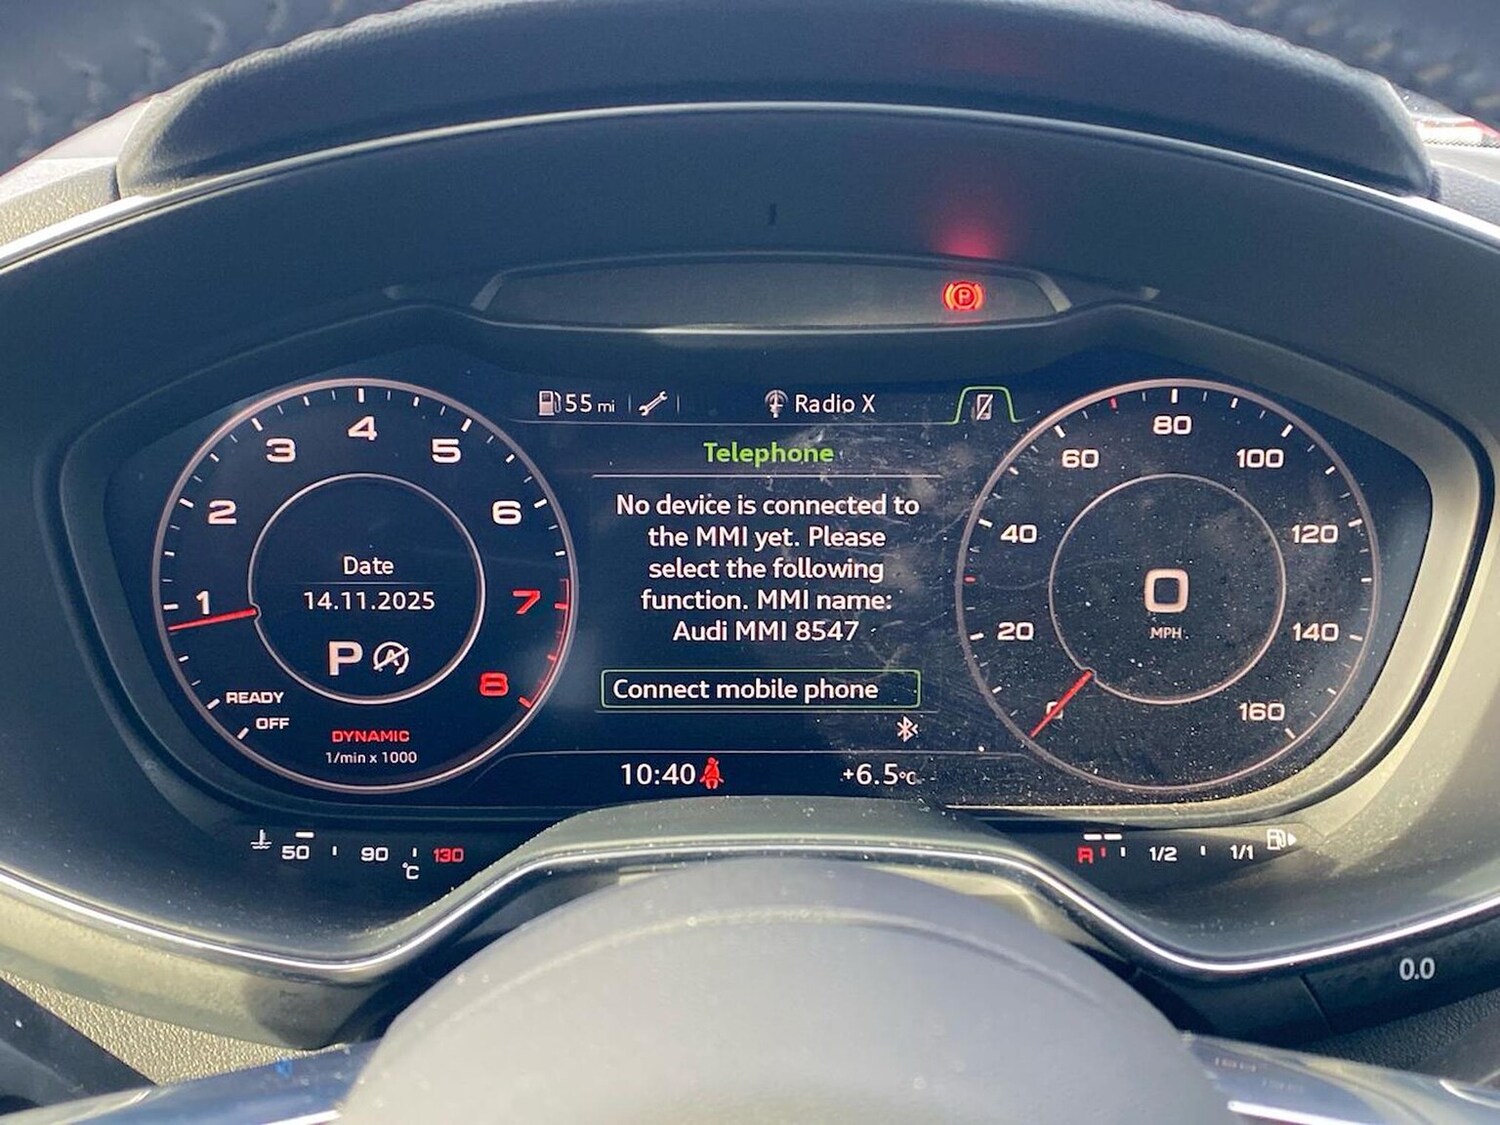 P
55 mi
Radio X
Telephone
No device is connected to
the MMI yet. Please
select the following
function. MMI name:
Audi MMI 8547
Connect mobile phone
10:40
+6.5°C
1
2
3
4
5
6
7
8
Date
14.11.2025
P A
READY
OFF
DYNAMIC
1/min x 1000
0
20
40
60
80
100
120
140
160
0
MPH
50 90 130
°C
R 1/2 1/1
0.0